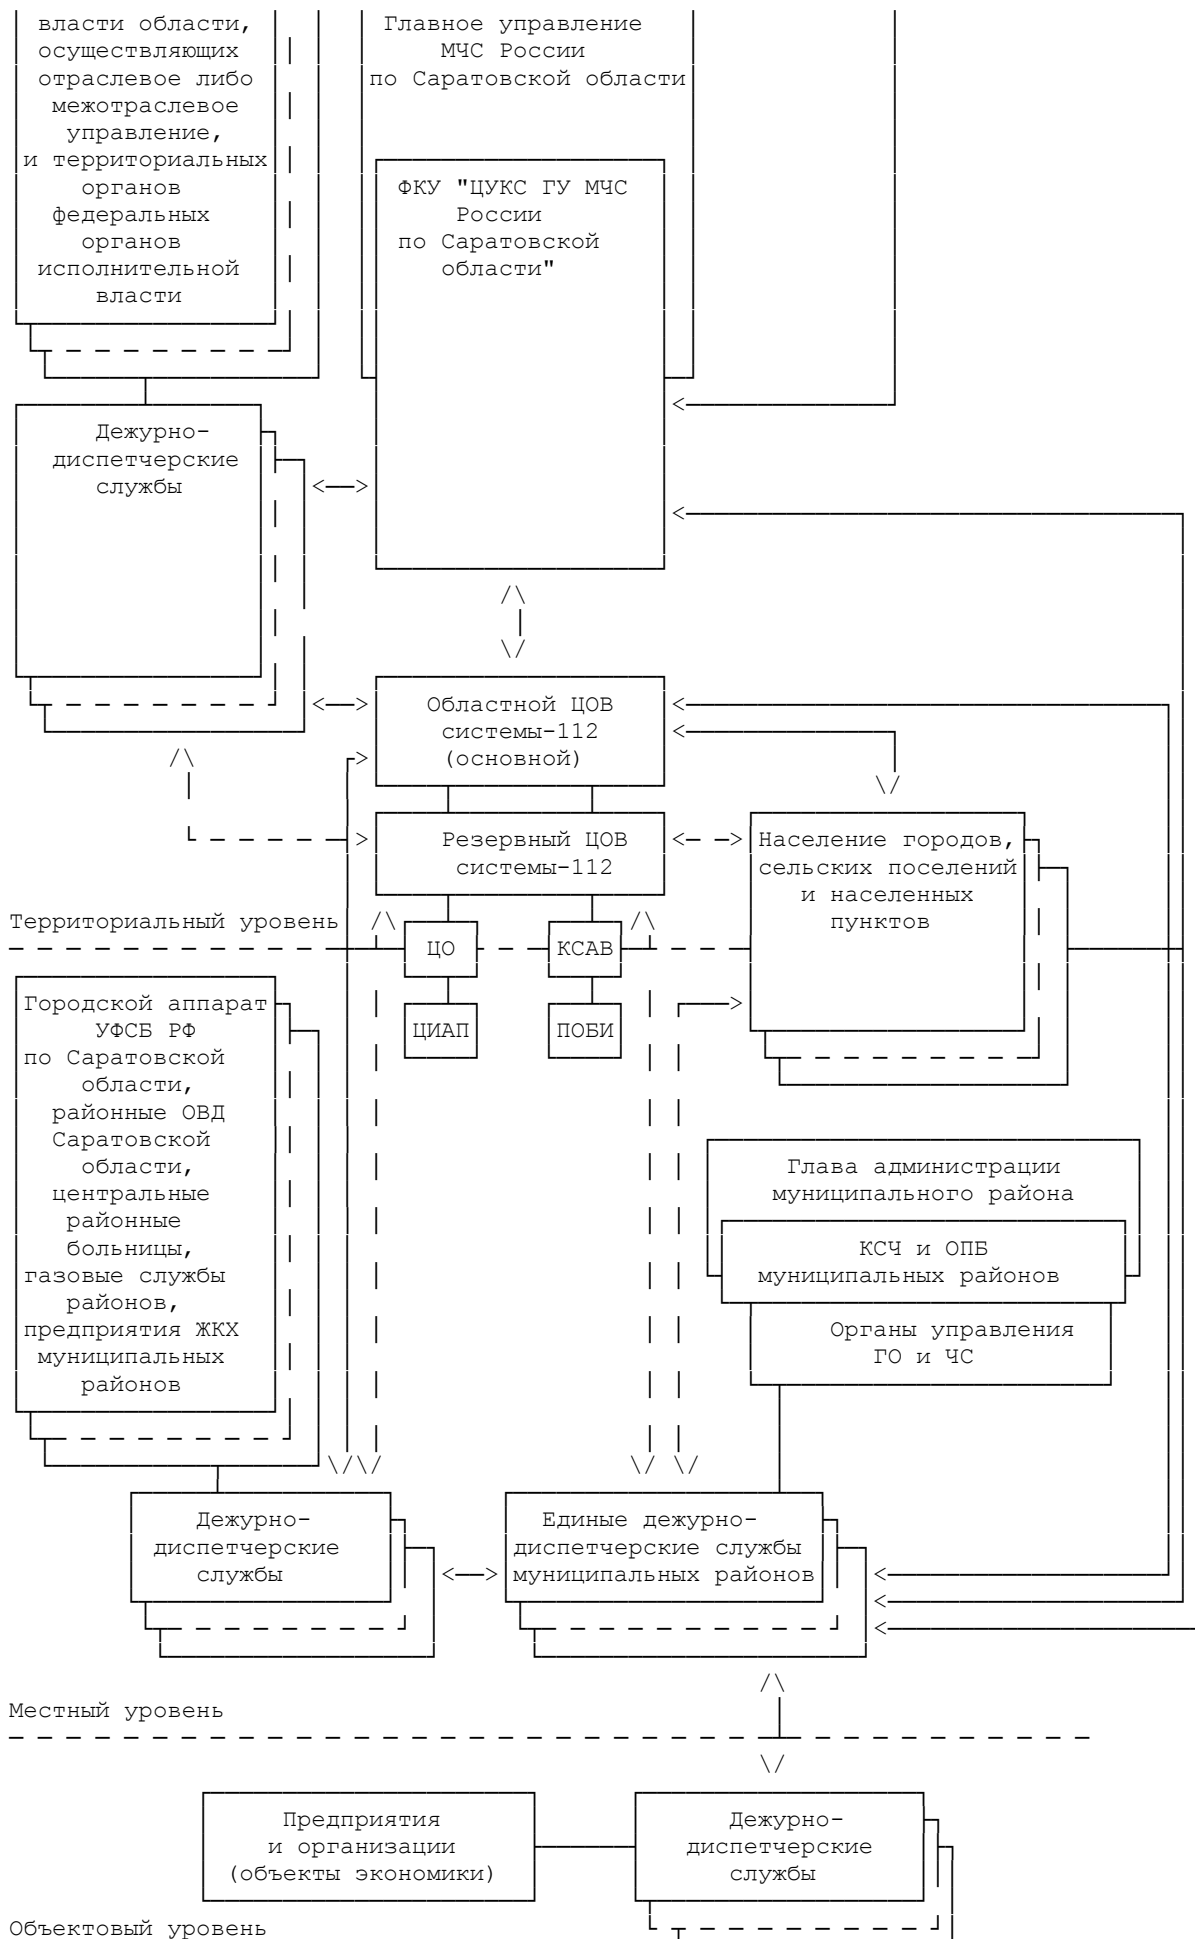 власти области,
осуществляющих
отраслевое либо
межотраслевое
управление,
и территориальных
органов
федеральных
органов
исполнительной
власти
Главное управление
МЧС России
по Саратовской области
ФКУ "ЦУКС ГУ МЧС
России
по Саратовской
области"
Дежурно-
диспетчерские
службы
Областной ЦОВ
системы-112
(основной)
Резервный ЦОВ
системы-112
Население городов,
сельских поселений
и населенных
пунктов
Территориальный уровень
ЦО
КСАВ
ЦИАП
ПОБИ
Городской аппарат
УФСБ РФ
по Саратовской
области,
районные ОВД
Саратовской
области,
центральные
районные
больницы,
газовые службы
районов,
предприятия ЖКХ
муниципальных
районов
Глава администрации
муниципального района
КСЧ и ОПБ
муниципальных районов
Органы управления
ГО и ЧС
Дежурно-
диспетчерские
службы
Единые дежурно-
диспетчерские службы
муниципальных районов
Местный уровень
Предприятия
и организации
(объекты экономики)
Дежурно-
диспетчерские
службы
Объектовый уровень